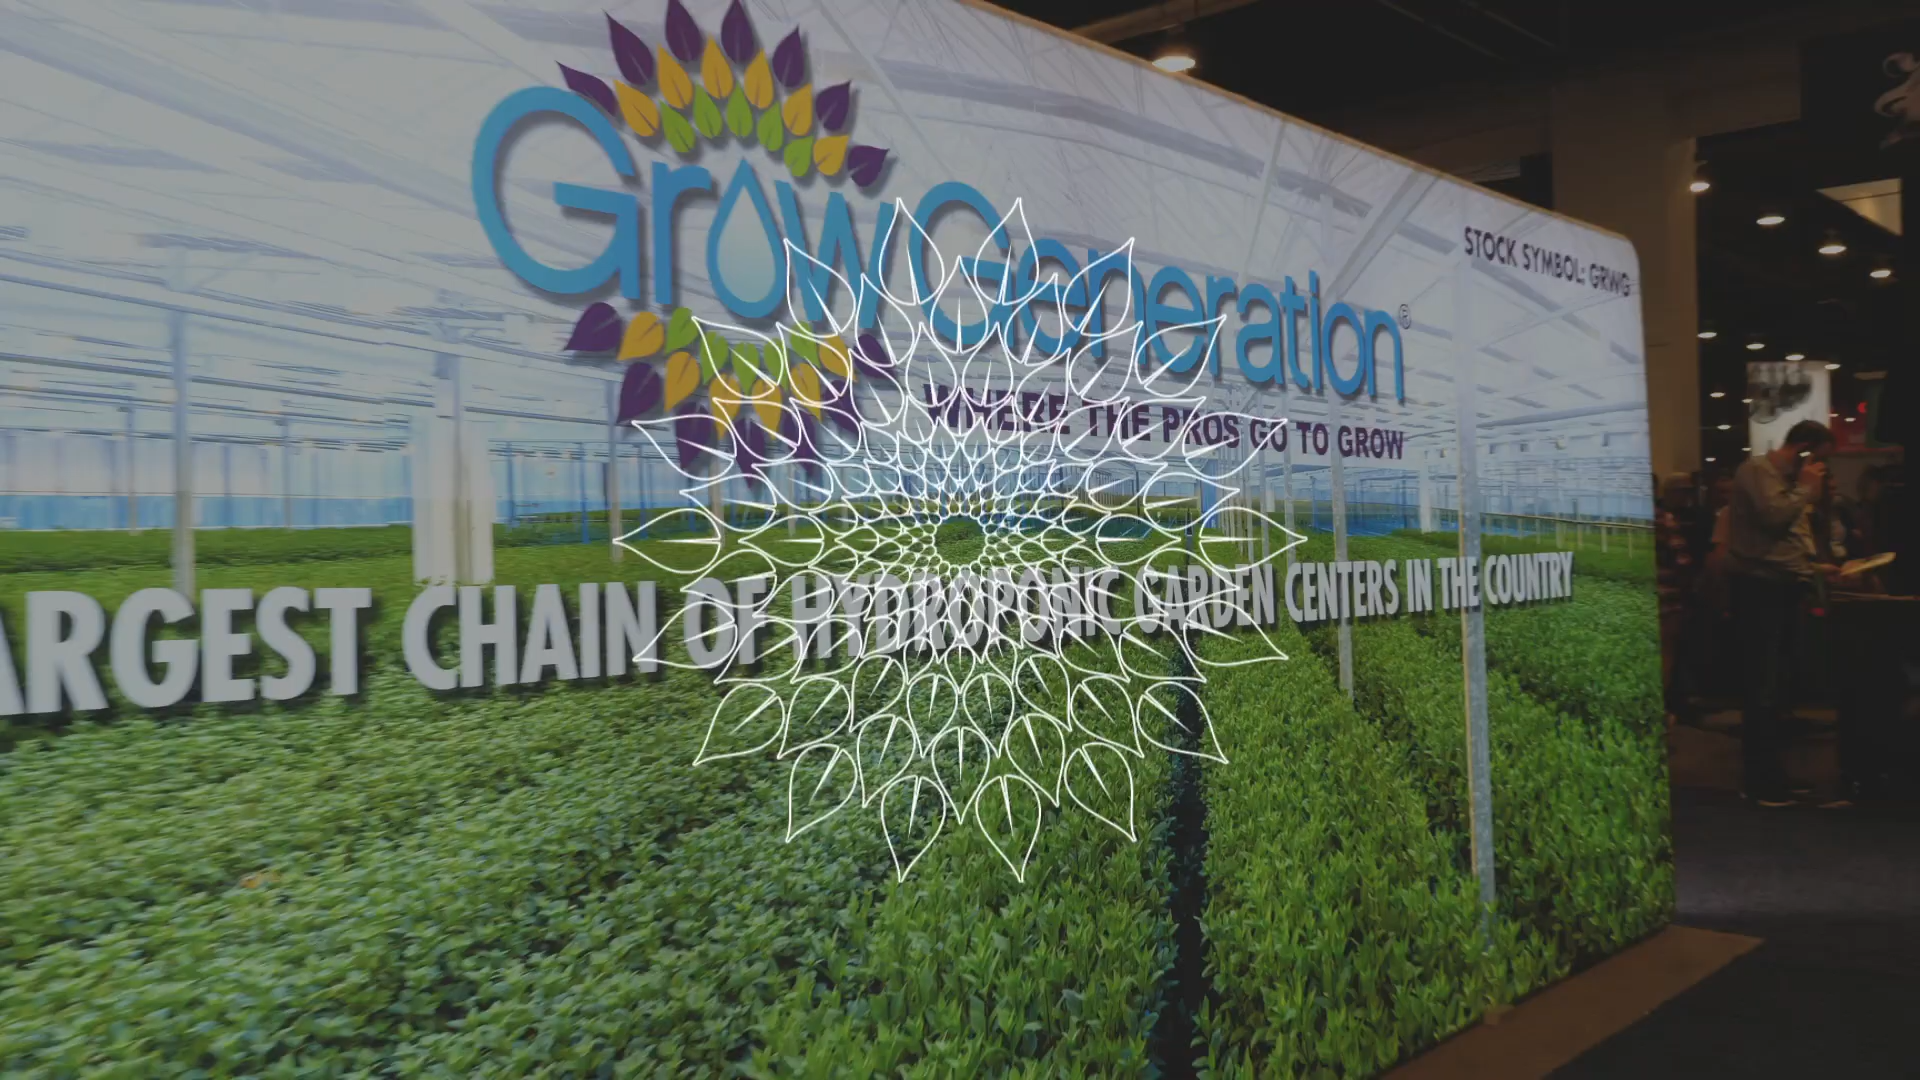 GrowGeneration®
STOCK SYMBOL: GRWG
WHERE THE PROS GO TO GROW
ARGEST CHAIN OF HYDROPONIC GARDEN CENTERS IN THE COUNTRY